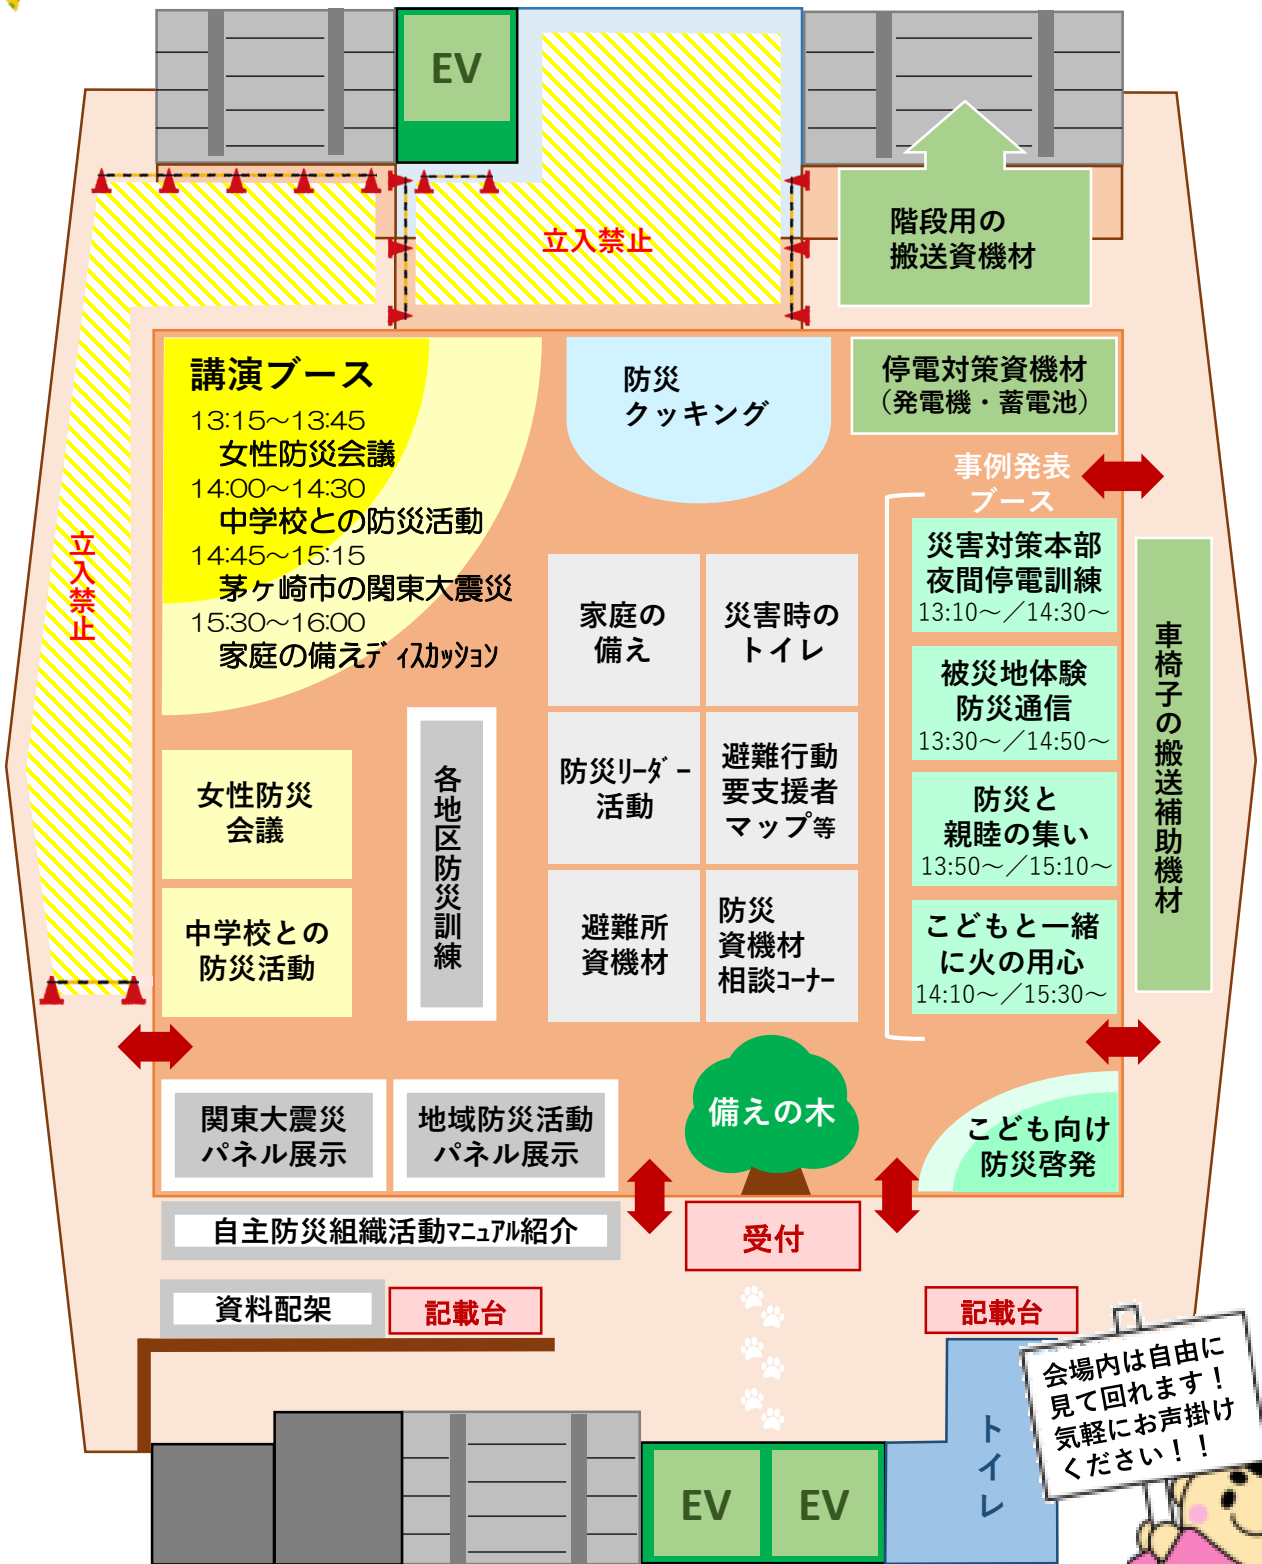 EV
立入禁止
階段用の
搬送資機材
講演ブース
13:15～13:45
女性防災会議
14:00～14:30
中学校との防災活動
14:45～15:15
茅ヶ崎市の関東大震災
15:30～16:00
家庭の備えディスカッション
防災
クッキング
停電対策資機材
（発電機・蓄電池）
事例発表
ブース
災害対策本部
夜間停電訓練
13:10～／14:30～
被災地体験
防災通信
13:30～／14:50～
防災と
親睦の集い
13:50～／15:10～
こどもと一緒
に火の用心
14:10～／15:30～
車椅子の搬送補助機材
立入禁止
家庭の
備え
災害時の
トイレ
防災リーダー
活動
避難行動
要支援者
マップ等
避難所
資機材
防災
資機材
相談コーナー
女性防災
会議
中学校との
防災活動
各地区防災訓練
関東大震災
パネル展示
地域防災活動
パネル展示
備えの木
こども向け
防災啓発
自主防災組織活動マニュアル紹介
受付
資料配架
記載台
記載台
会場内は自由に
見て回れます！
気軽にお声掛け
ください！！
トイレ
EV
EV